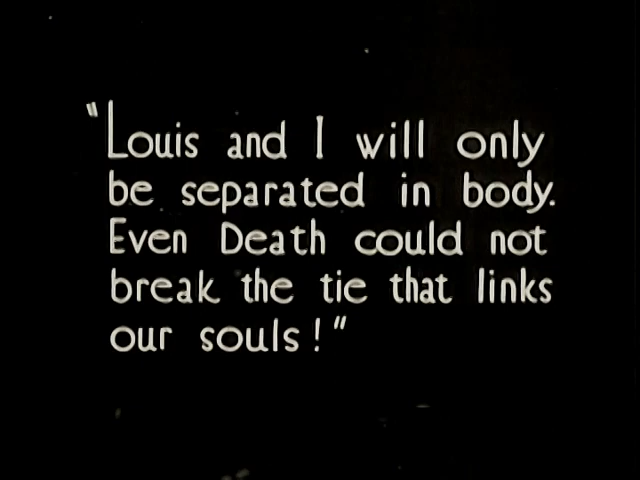 "Louis and I will only
be separated in body.
Even Death could not
break the tie that links
our souls!"